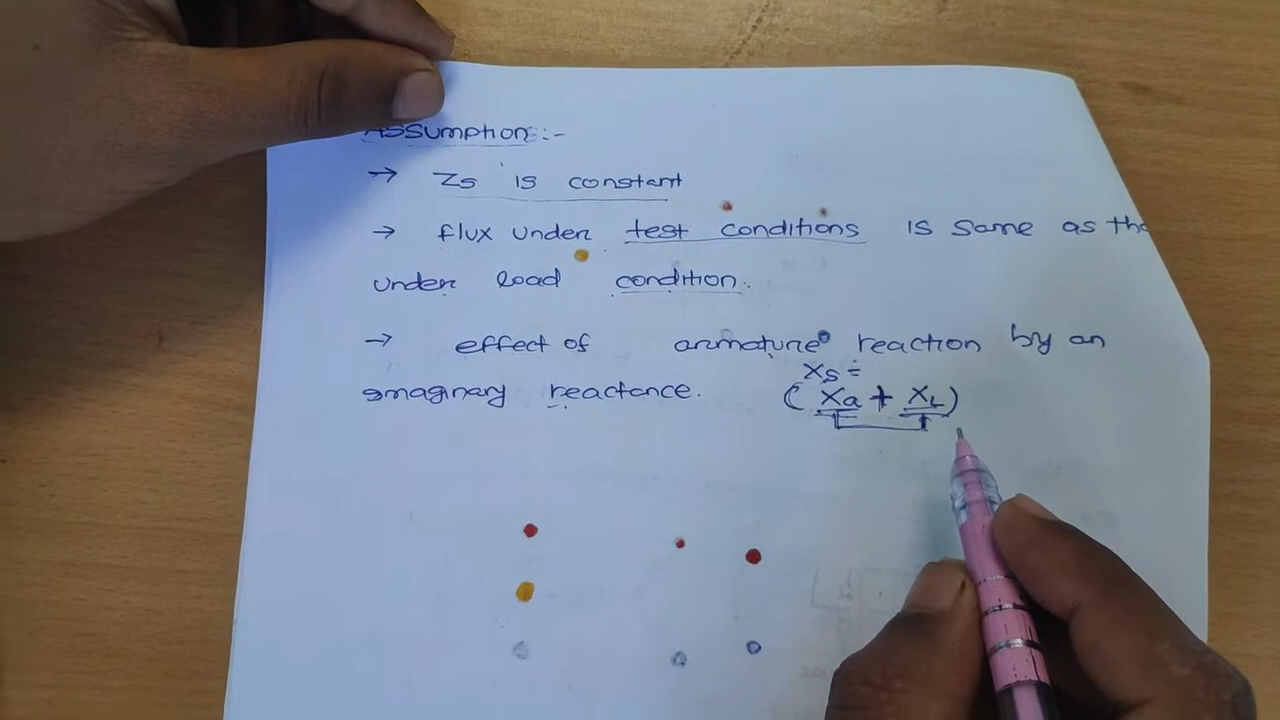 Assumption:-
→ Zs is constant
→ flux under test conditions is same as the
under load condition.
→ effect of armature reaction by an
imaginary reactance.
Xs =
(Xa + XL)